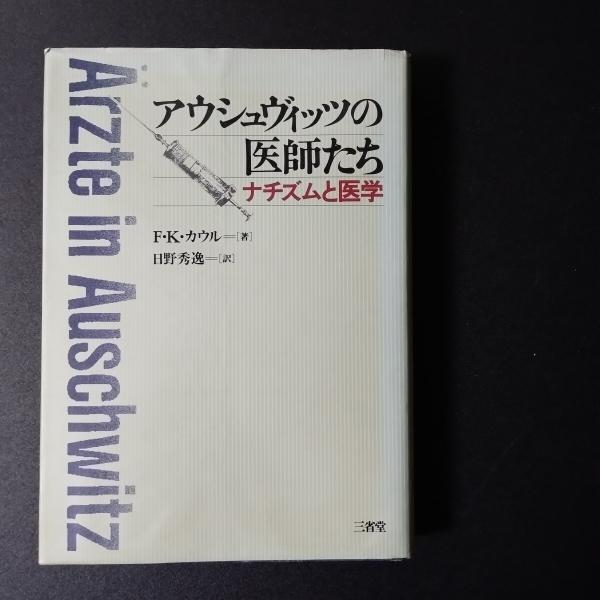 Ärzte in Auschwitz
アウシュヴィッツの
医師たち
ナチズムと医学
F・K・カウル＝[著]
日野秀逸＝[訳]
三省堂